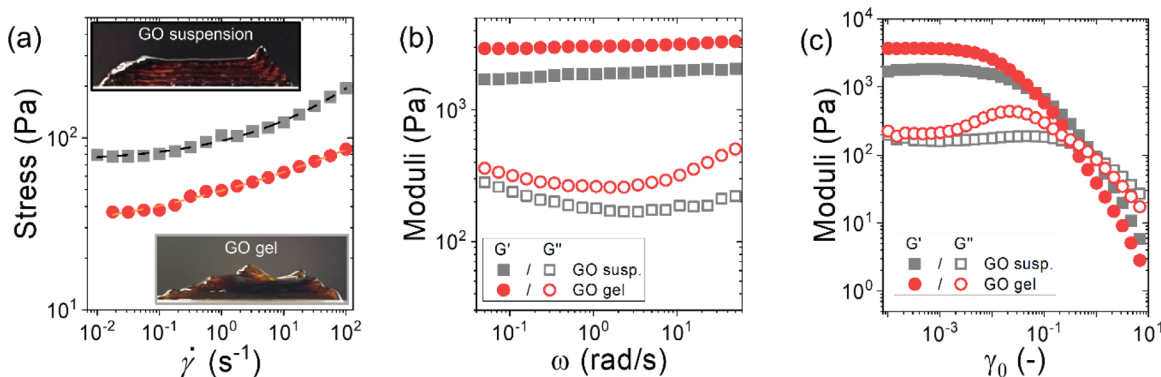 (a)
GO suspension
GO gel
Stress (Pa)
10²
10¹
10⁻² 10⁻¹ 10⁰ 10¹ 10²
γ̇ (s⁻¹)
(b)
Moduli (Pa)
10³
10²
G' G"
/ GO susp.
/ GO gel
10⁻¹ 10⁰ 10¹
ω (rad/s)
(c)
Moduli (Pa)
10⁴
10³
10²
10¹
10⁰
G' G"
/ GO susp.
/ GO gel
10⁻³ 10⁻¹ 10¹
γ₀ (-)